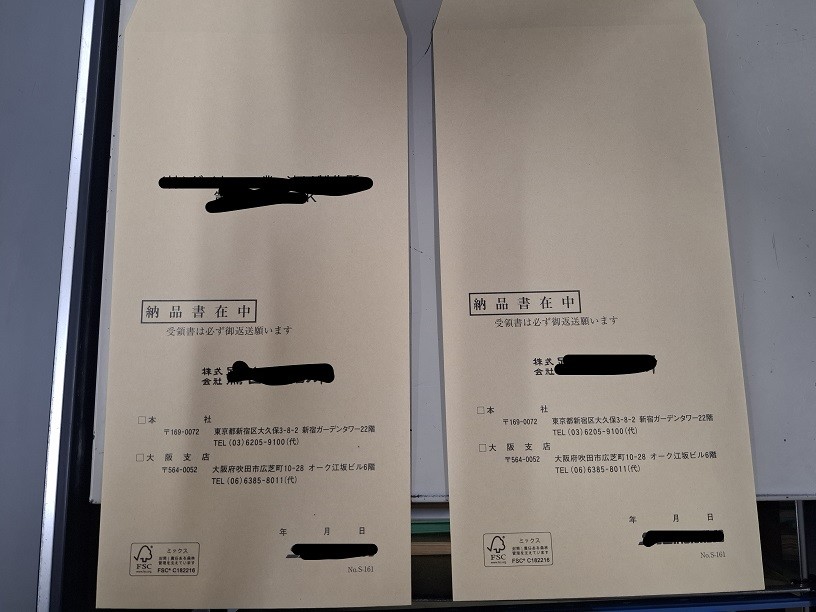 納品書在中
受領書は必ず御返送願います
株式
会社
□本 社
〒169-0072 東京都新宿区大久保3-8-2 新宿ガーデンタワー22階
TEL (03)6205-9100(代)
□大 阪 支 店
〒564-0052 大阪府吹田市広芝町10-28 オーク江坂ビル6階
TEL (06)6385-8011(代)
年 月 日
ミックス
FSC
FSC® C182216
No.S-161
納品書在中
受領書は必ず御返送願います
株式
会社
□本 社
〒169-0072 東京都新宿区大久保3-8-2 新宿ガーデンタワー22階
TEL (03)6205-9100(代)
□大 阪 支 店
〒564-0052 大阪府吹田市広芝町10-28 オーク江坂ビル6階
TEL (06)6385-8011(代)
年 月 日
ミックス
FSC
FSC® C182216
No.S-161